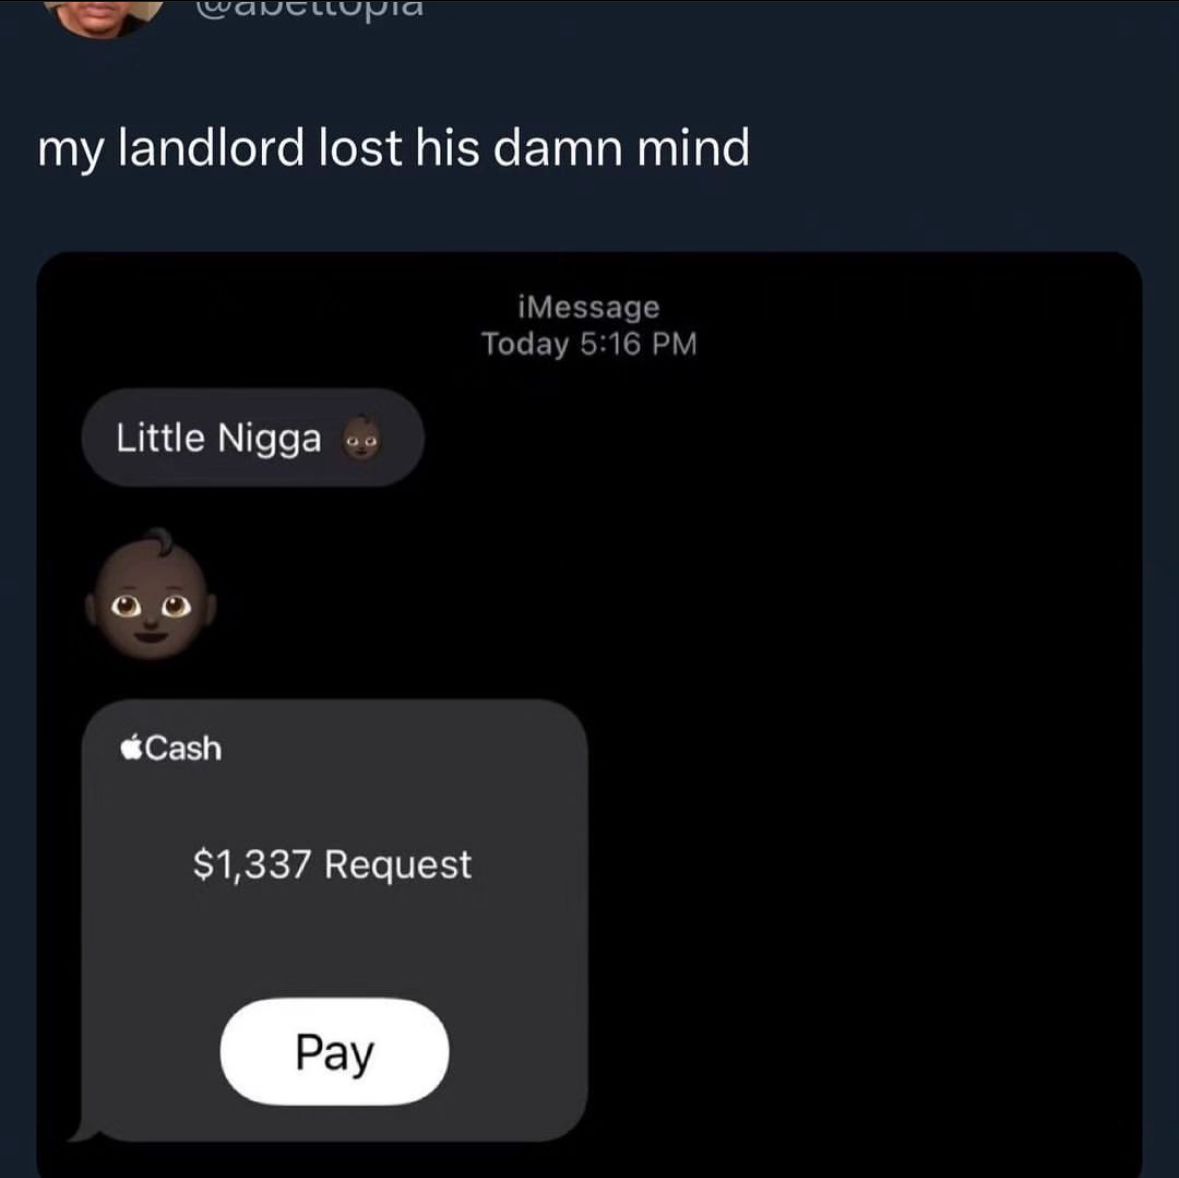 @abettopia
my landlord lost his damn mind
iMessage
Today 5:16 PM
Little Nigga 👶🏿
👶🏿
Cash
$1,337 Request
Pay